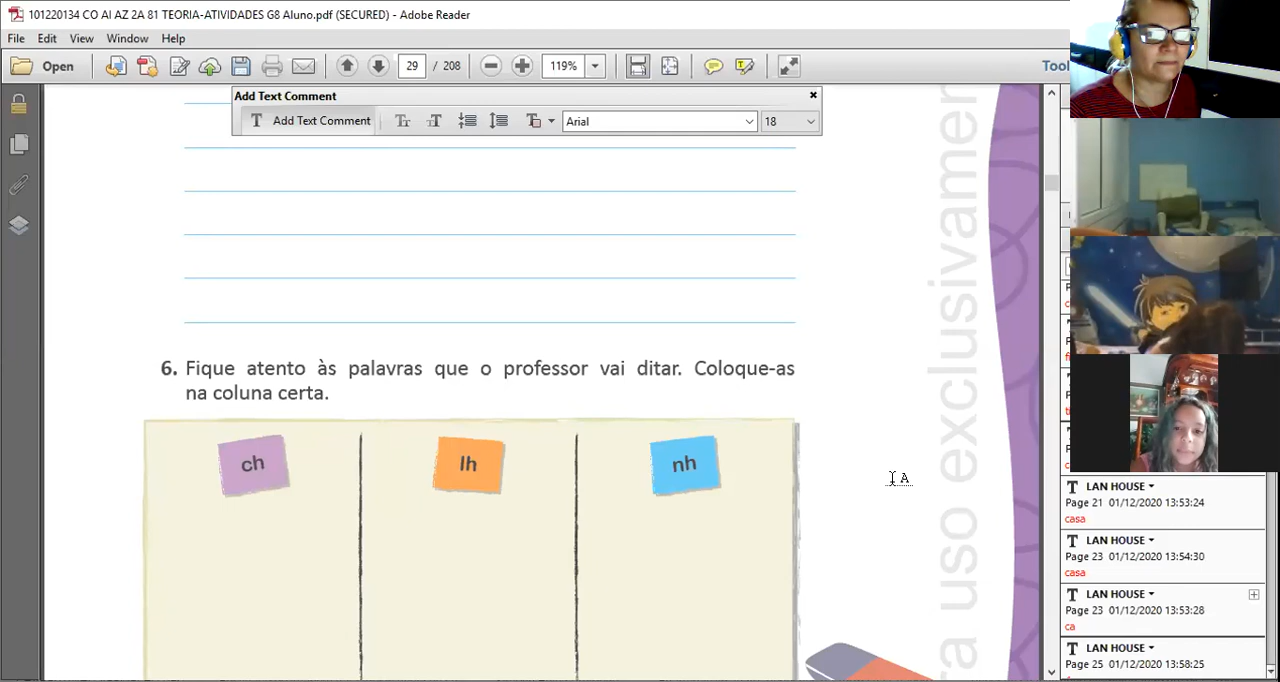 101220134 CO AI AZ 2A 81 TEORIA-ATIVIDADES G8 Aluno.pdf (SECURED) - Adobe Reader
File Edit View Window Help
Open 29 / 208 119% Tool
Add Text Comment
Add Text Comment Arial 18
6. Fique atento às palavras que o professor vai ditar. Coloque-as
na coluna certa.
ch lh nh
A
a uso exclusivamen
LAN HOUSE
Page 21 01/12/2020 13:53:24
casa
LAN HOUSE
Page 23 01/12/2020 13:54:30
casa
LAN HOUSE
Page 23 01/12/2020 13:53:28
ca
LAN HOUSE
Page 25 01/12/2020 13:58:25